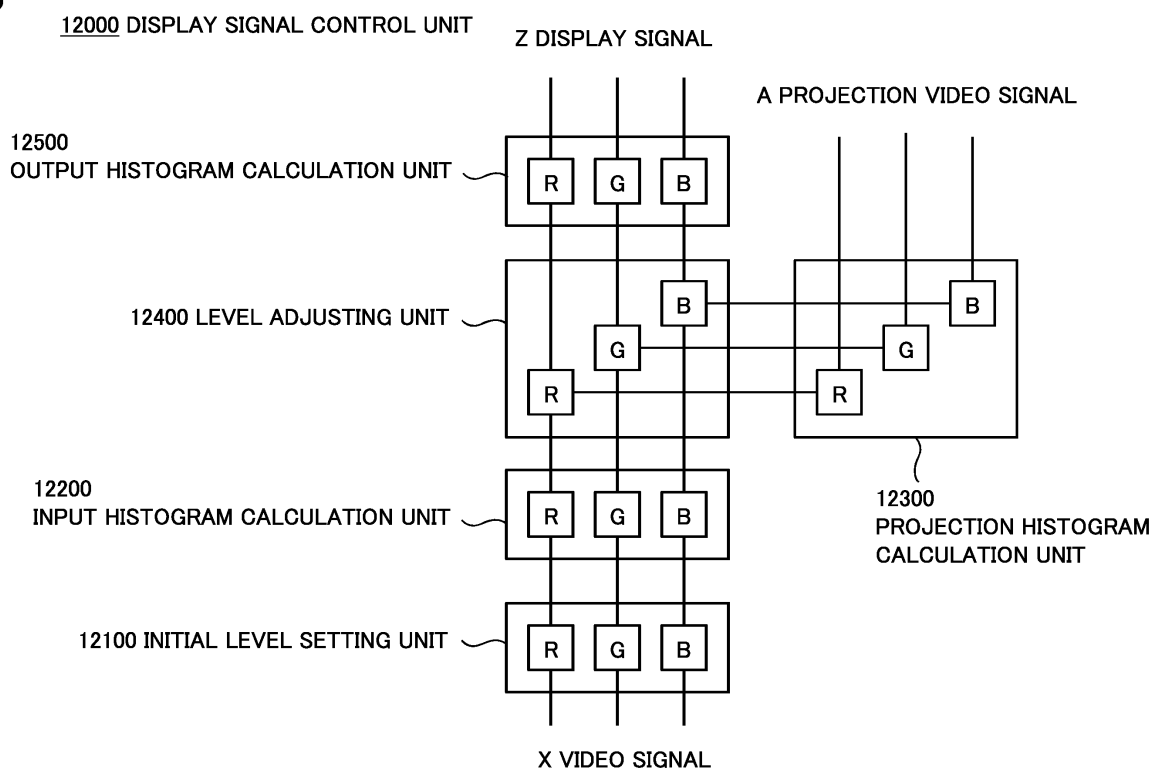 12000 DISPLAY SIGNAL CONTROL UNIT
Z DISPLAY SIGNAL
A PROJECTION VIDEO SIGNAL
12500
OUTPUT HISTOGRAM CALCULATION UNIT
R G B
12400 LEVEL ADJUSTING UNIT
B B
G G
R R
12200
INPUT HISTOGRAM CALCULATION UNIT
R G B
12300
PROJECTION HISTOGRAM
CALCULATION UNIT
12100 INITIAL LEVEL SETTING UNIT
R G B
X VIDEO SIGNAL